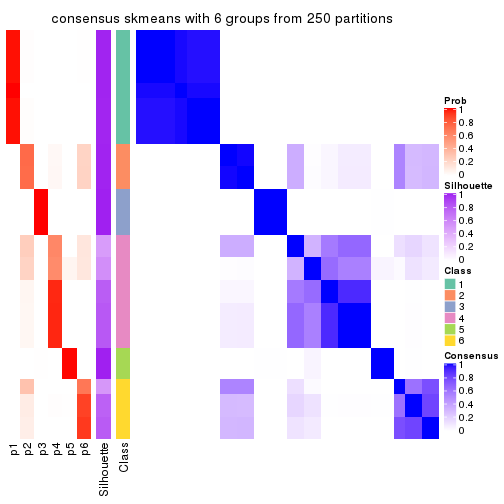 consensus skmeans with 6 groups from 250 partitions
Prob
1
0.8
0.6
0.4
0.2
0
Silhouette
1
0.8
0.6
0.4
0.2
0
Class
1
2
3
4
5
6
Consensus
1
0.8
0.6
0.4
0.2
0
p1
p2
p3
p4
p5
p6
Silhouette
Class